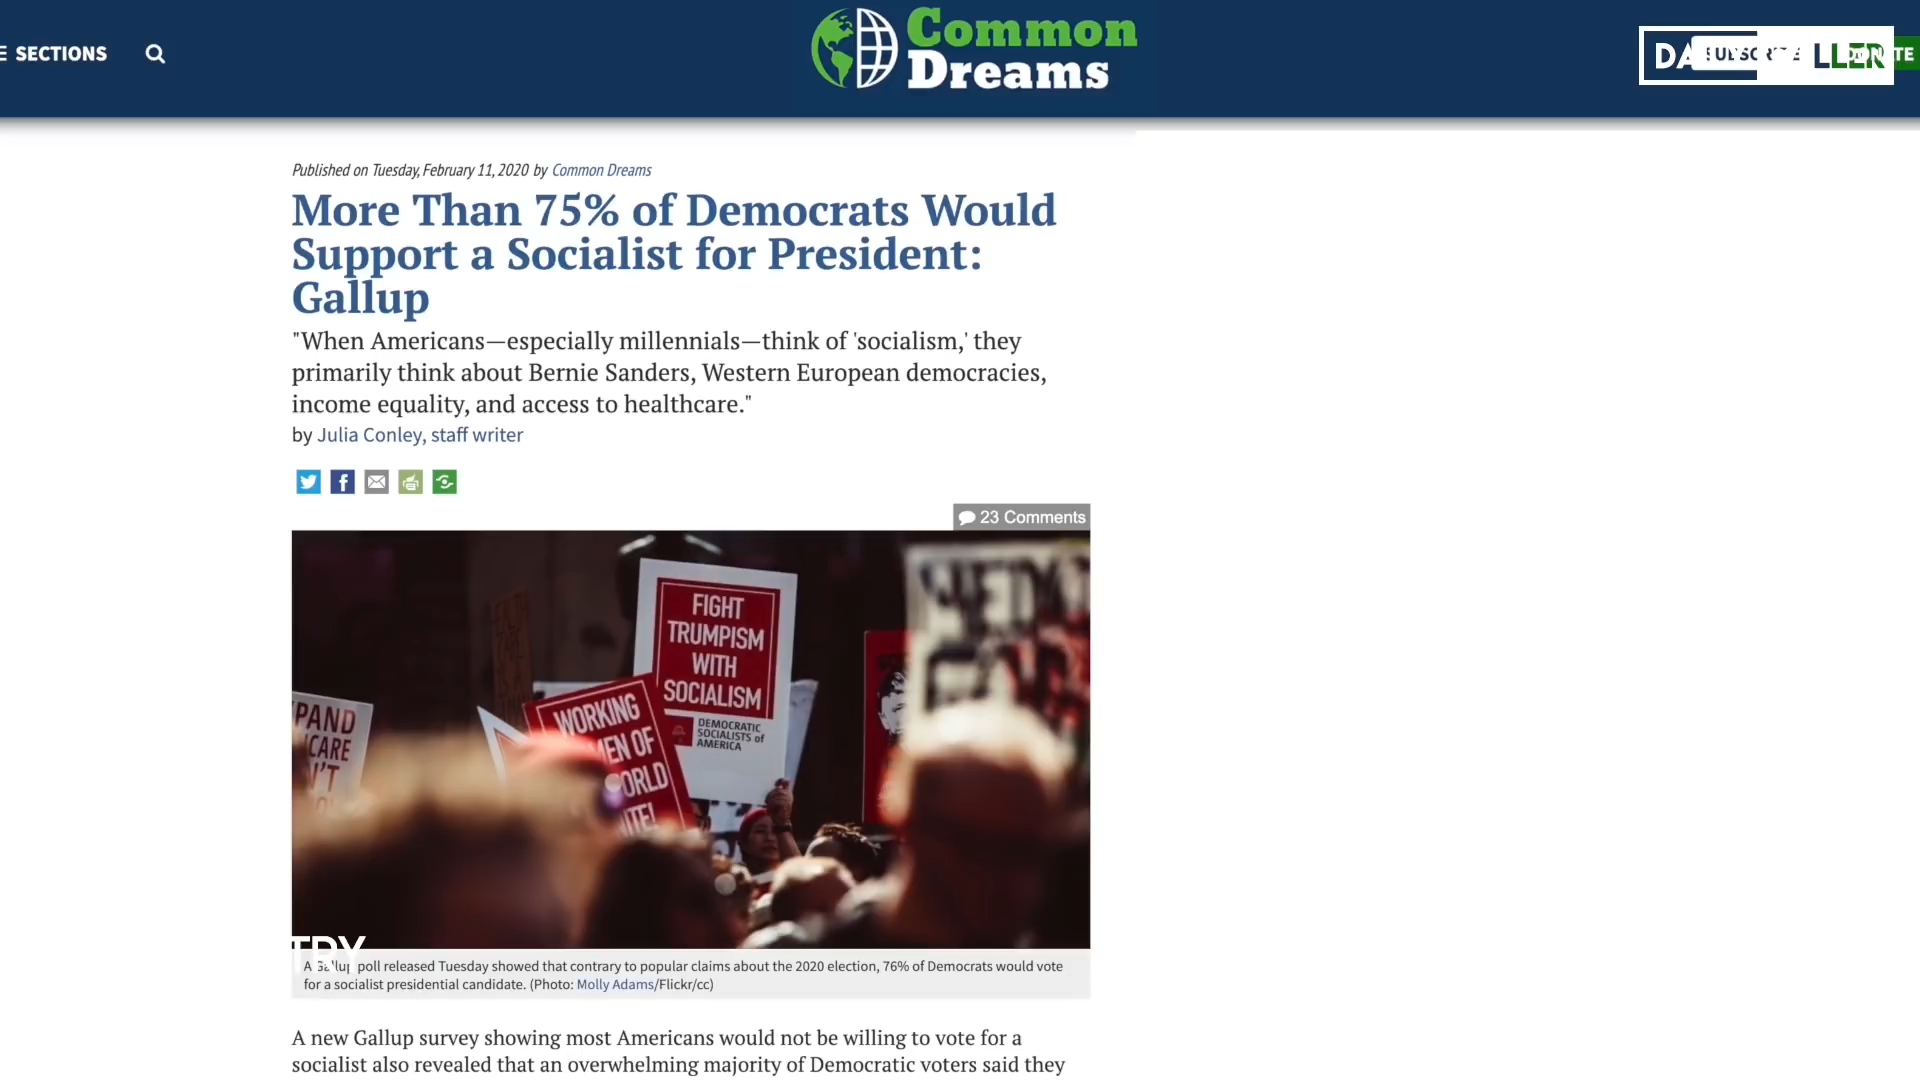 SECTIONS
Common
Dreams
Published on Tuesday, February 11, 2020 by Common Dreams
More Than 75% of Democrats Would
Support a Socialist for President:
Gallup
"When Americans—especially millennials—think of 'socialism,' they
primarily think about Bernie Sanders, Western European democracies,
income equality, and access to healthcare."
by Julia Conley, staff writer
23 Comments
FIGHT
TRUMPISM
WITH
SOCIALISM
DEMOCRATIC
SOCIALISTS of
AMERICA
WORKING
MEN OF
TRY
A Gallup poll released Tuesday showed that contrary to popular claims about the 2020 election, 76% of Democrats would vote
for a socialist presidential candidate. (Photo: Molly Adams/Flickr/cc)
A new Gallup survey showing most Americans would not be willing to vote for a
socialist also revealed that an overwhelming majority of Democratic voters said they